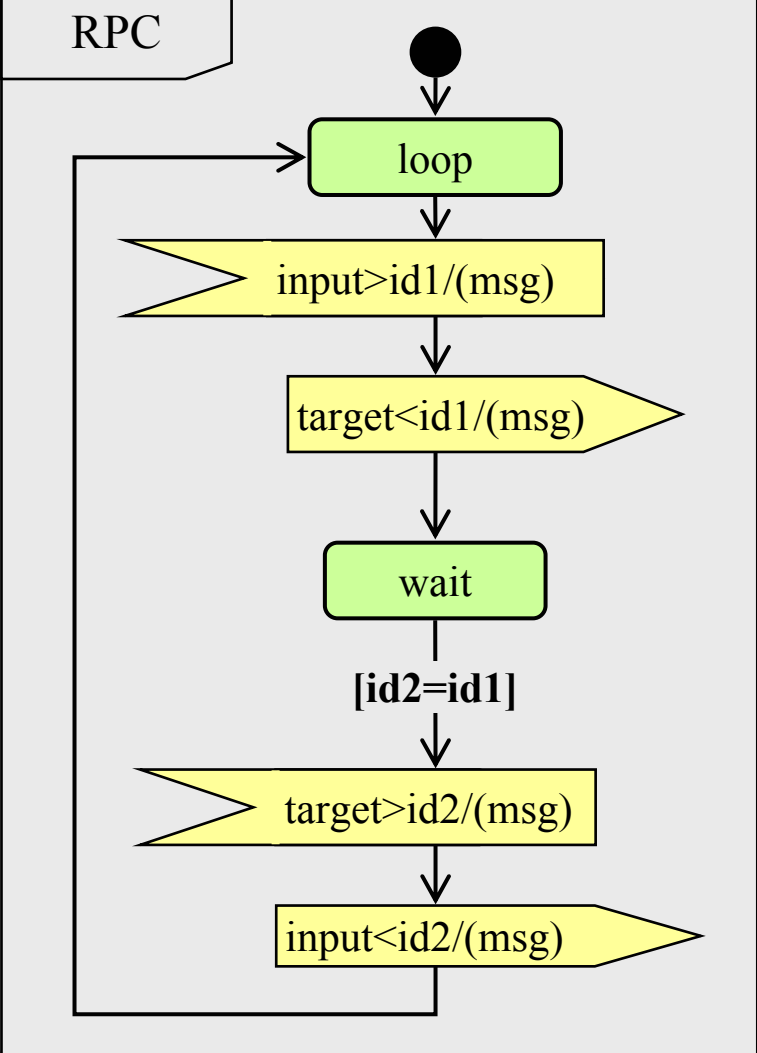 RPC
loop
input>id1/(msg)
target<id1/(msg)
wait
[id2=id1]
target>id2/(msg)
input<id2/(msg)